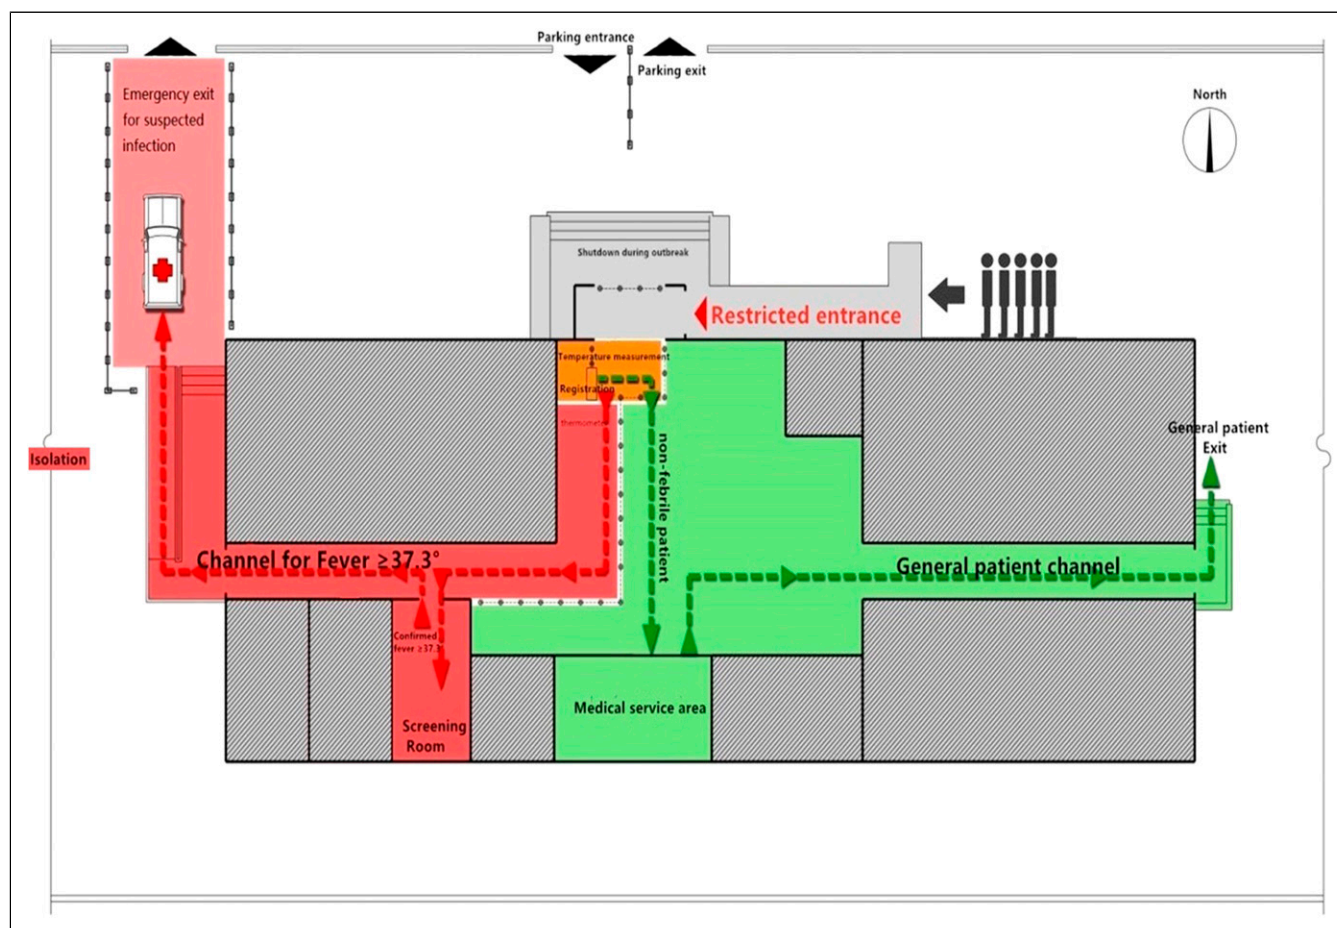 Parking entrance
Parking exit
Emergency exit
for suspected
infection
North
Shutdown during outbreak
Restricted entrance
Temperature measurement
Registration
thermometer
non-febrile patient
General patient
Exit
Isolation
Channel for Fever ≥37.3°
General patient channel
Confirmed
fever ≥37.3°
Screening
Room
Medical service area